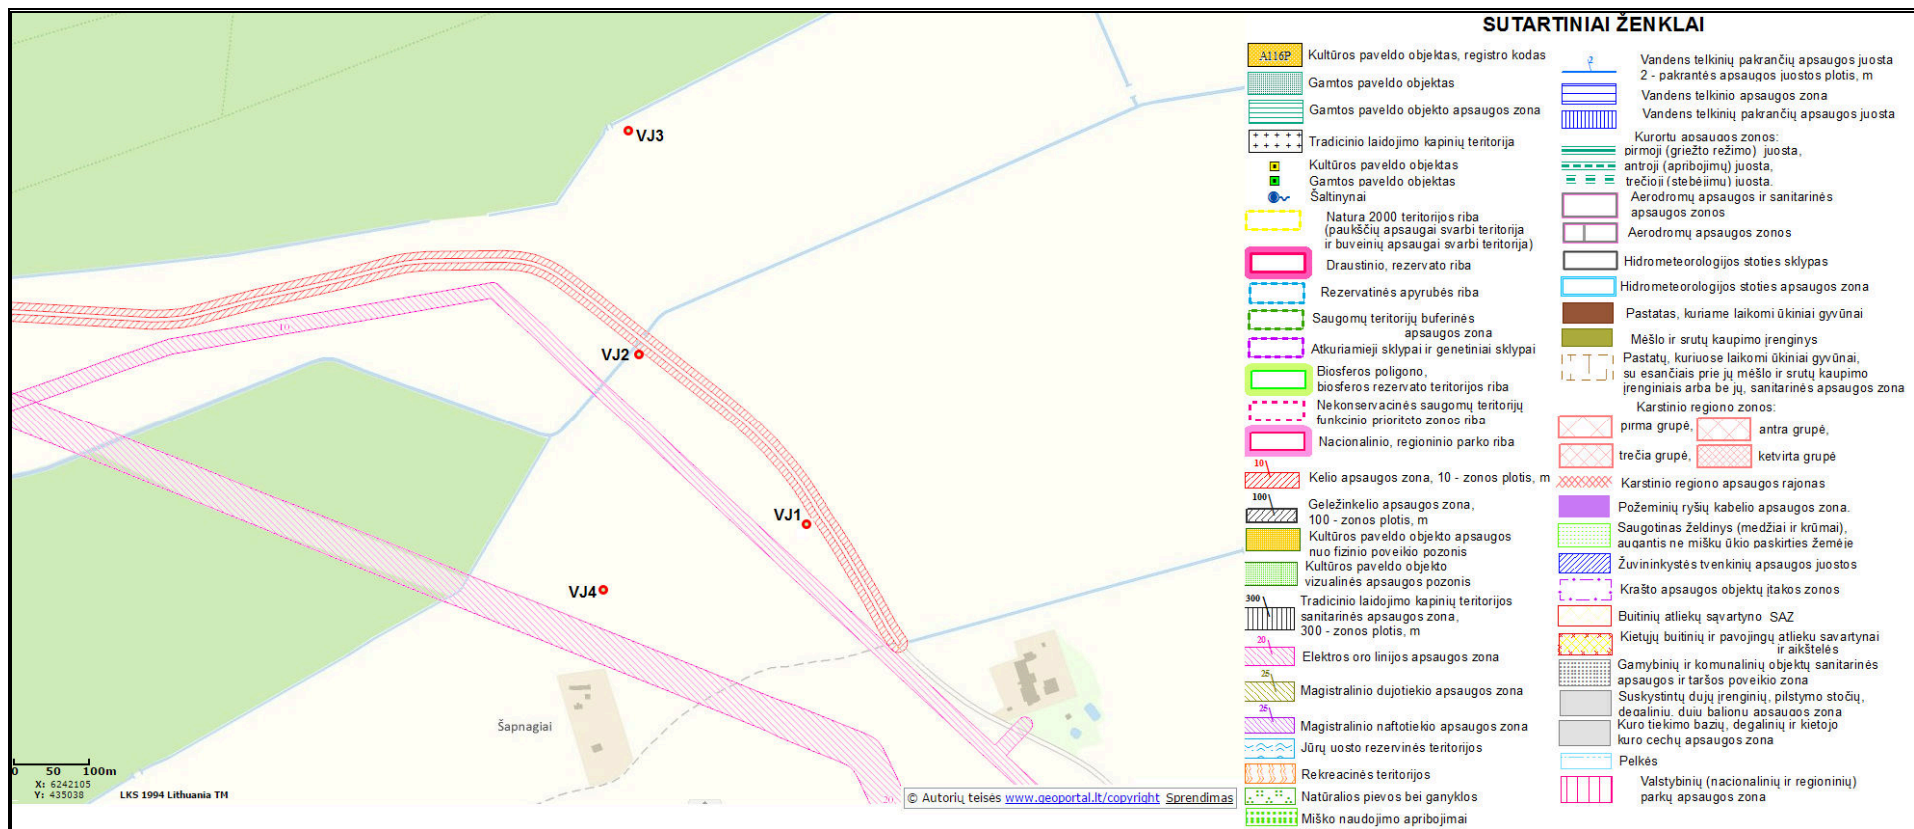 VJ3
VJ2
VJ1
VJ4
10
Šapnagiai
20
0 50 100m
X: 6242105
Y: 435038
LKS 1994 Lithuania TM
© Autorių teisės www.geoportal.lt/copyright Sprendimas
SUTARTINIAI ŽENKLAI
A116P Kultūros paveldo objektas, registro kodas
Gamtos paveldo objektas
Gamtos paveldo objekto apsaugos zona
Tradicinio laidojimo kapinių teritorija
Kultūros paveldo objektas
Gamtos paveldo objektas
Šaltinynai
Natura 2000 teritorijos riba
(paukščių apsaugai svarbi teritorija
ir buveinių apsaugai svarbi teritorija)
Draustinio, rezervato riba
Rezervatinės apyrubės riba
Saugomų teritorijų buferinės
apsaugos zona
Atkuriamieji sklypai ir genetiniai sklypai
Biosferos poligono,
biosferos rezervato teritorijos riba
Nekonservacinės saugomų teritorijų
funkcinio prioriteto zonos riba
Nacionalinio, regioninio parko riba
10
Kelio apsaugos zona, 10 - zonos plotis, m
100
Geležinkelio apsaugos zona,
100 - zonos plotis, m
Kultūros paveldo objekto apsaugos
nuo fizinio poveikio pozonis
Kultūros paveldo objekto
vizualinės apsaugos pozonis
300
Tradicinio laidojimo kapinių teritorijos
sanitarinės apsaugos zona,
300 - zonos plotis, m
20
Elektros oro linijos apsaugos zona
25
Magistralinio dujotiekio apsaugos zona
25
Magistralinio naftotiekio apsaugos zona
Jūrų uosto rezervinės teritorijos
Rekreacinės teritorijos
Natūralios pievos bei ganyklos
Miško naudojimo apribojimai
2
Vandens telkinių pakrančių apsaugos juosta
2 - pakrantės apsaugos juostos plotis, m
Vandens telkinio apsaugos zona
Vandens telkinių pakrančių apsaugos juosta
Kurortų apsaugos zonos:
pirmoji (griežto režimo) juosta,
antroji (apribojimų) juosta,
trečioji (stebėjimų) juosta.
Aerodromų apsaugos ir sanitarinės
apsaugos zonos
Aerodromų apsaugos zonos
Hidrometeorologijos stoties sklypas
Hidrometeorologijos stoties apsaugos zona
Pastatas, kuriame laikomi ūkiniai gyvūnai
Mėšlo ir srutų kaupimo įrenginys
Pastatų, kuriuose laikomi ūkiniai gyvūnai,
su esančiais prie jų mėšlo ir srutų kaupimo
įrenginiais arba be jų, sanitarinės apsaugos zona
Karstinio regiono zonos:
pirma grupė, antra grupė,
trečia grupė, ketvirta grupė
Karstinio regiono apsaugos rajonas
Požeminių ryšių kabelio apsaugos zona.
Saugotinas želdinys (medžiai ir krūmai),
augantis ne miškų ūkio paskirties žemėje
Žuvininkystės tvenkinių apsaugos juostos
Krašto apsaugos objektų įtakos zonos
Buitinių atliekų sąvartyno SAZ
Kietųjų buitinių ir pavojingų atliekų savartynai
ir aikštelės
Gamybinių ir komunalinių objektų sanitarinės
apsaugos ir taršos poveikio zona
Suskystintų dujų įrenginių, pilstymo stočių,
degalinių, dujų balionų apsaugos zona
Kuro tiekimo bazių, degalinių ir kietojo
kuro cechų apsaugos zona
Pelkės
Valstybinių (nacionalinių ir regioninių)
parkų apsaugos zona